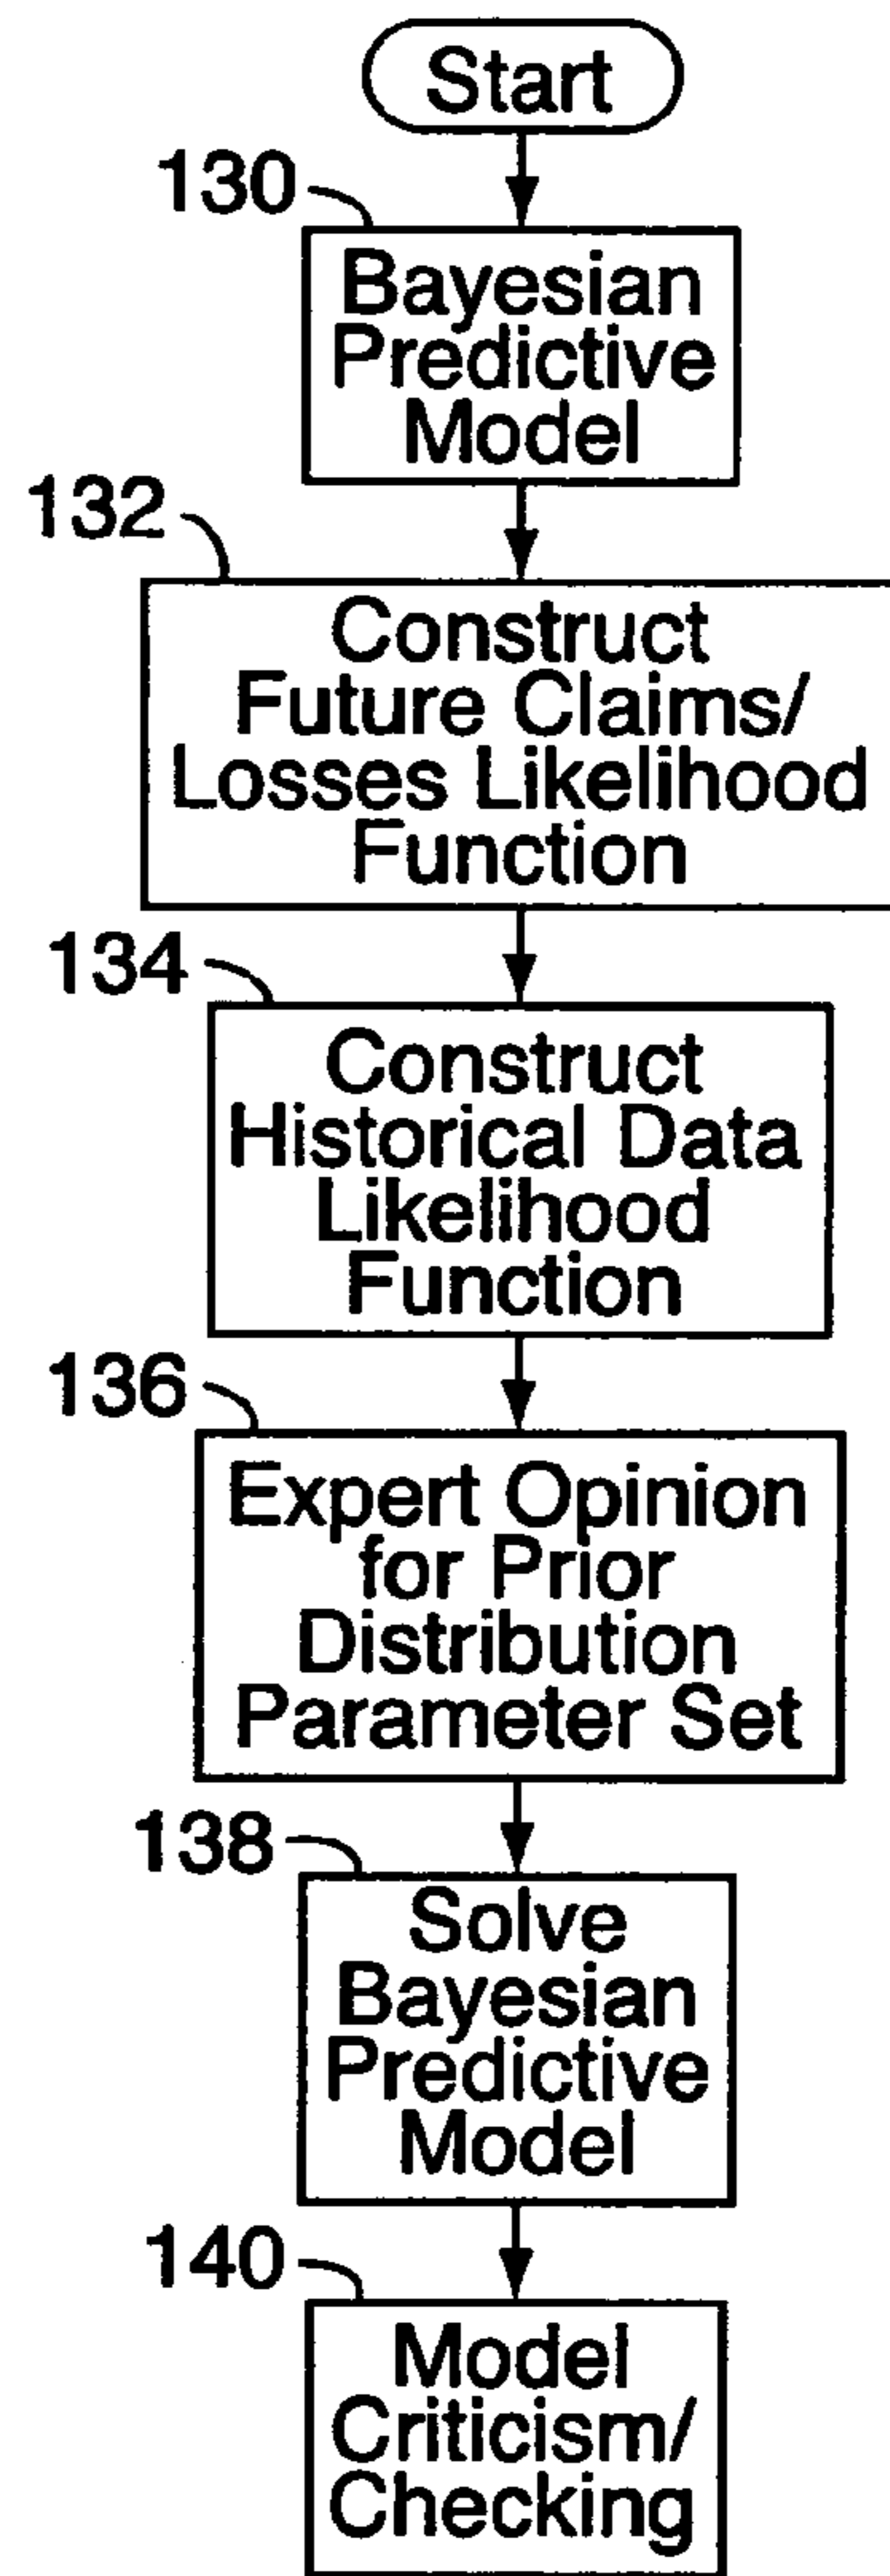 Start
130
Bayesian
Predictive
Model
132
Construct
Future Claims/
Losses Likelihood
Function
134
Construct
Historical Data
Likelihood
Function
136
Expert Opinion
for Prior
Distribution
Parameter Set
138
Solve
Bayesian
Predictive
Model
140
Model
Criticism/
Checking